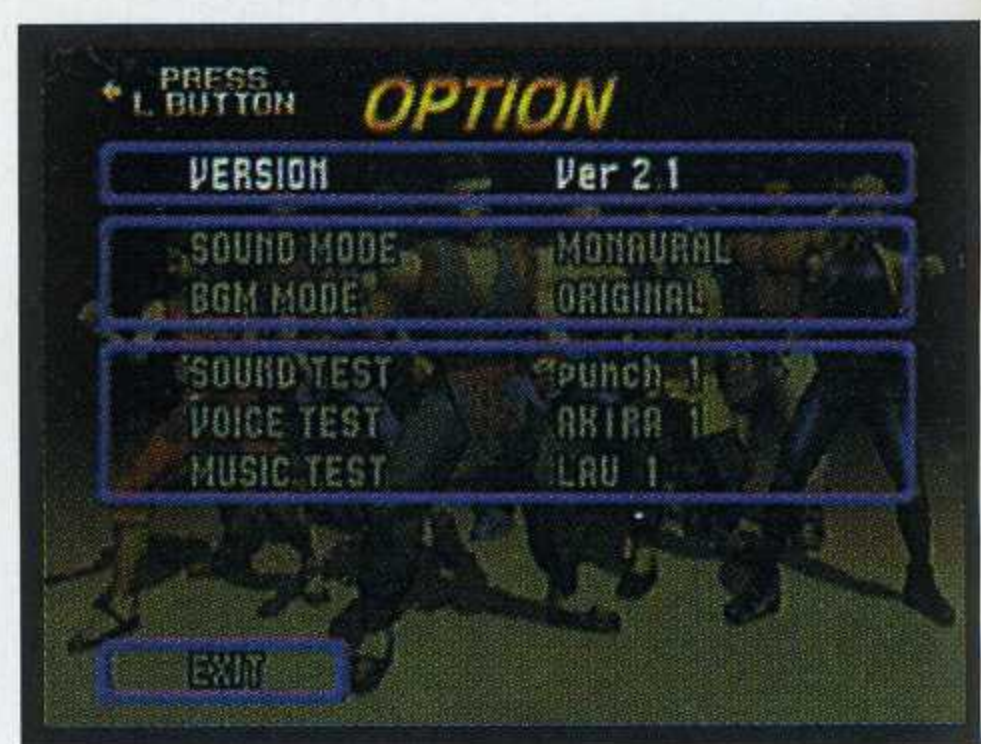 PRESS
L BUTTON
OPTION
VERSION Ver 2.1
SOUND MODE MONAURAL
BGM MODE ORIGINAL
SOUND TEST Punch 1
VOICE TEST AKIRA 1
MUSIC TEST LAU 1
EXIT